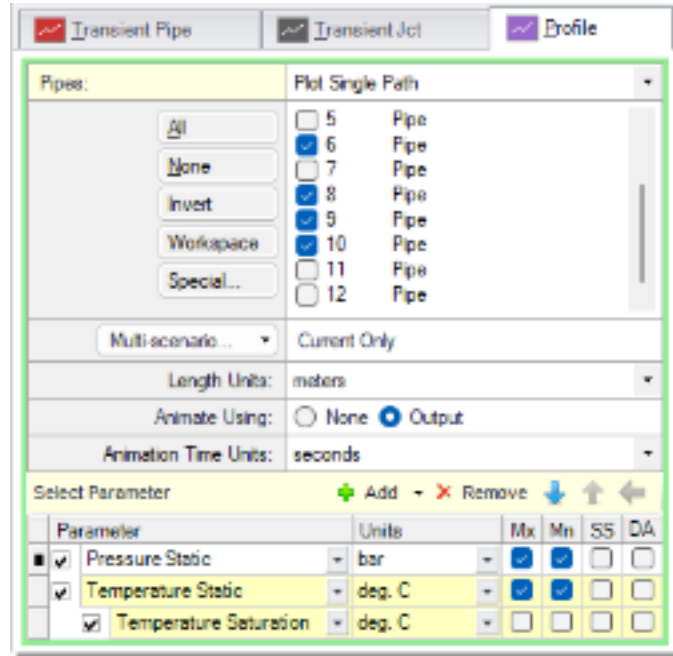 Transient Pipe Transient Jct Profile
Pipes: Plot Single Path
All
None
Invert
Workspace
Special...
5 Pipe
6 Pipe
7 Pipe
8 Pipe
9 Pipe
10 Pipe
11 Pipe
12 Pipe
Multi-scenario... Current Only
Length Units: meters
Animate Using: None Output
Animation Time Units: seconds
Select Parameter Add Remove
Parameter Units Mx Mn SS DA
Pressure Static bar
Temperature Static deg. C
Temperature Saturation deg. C